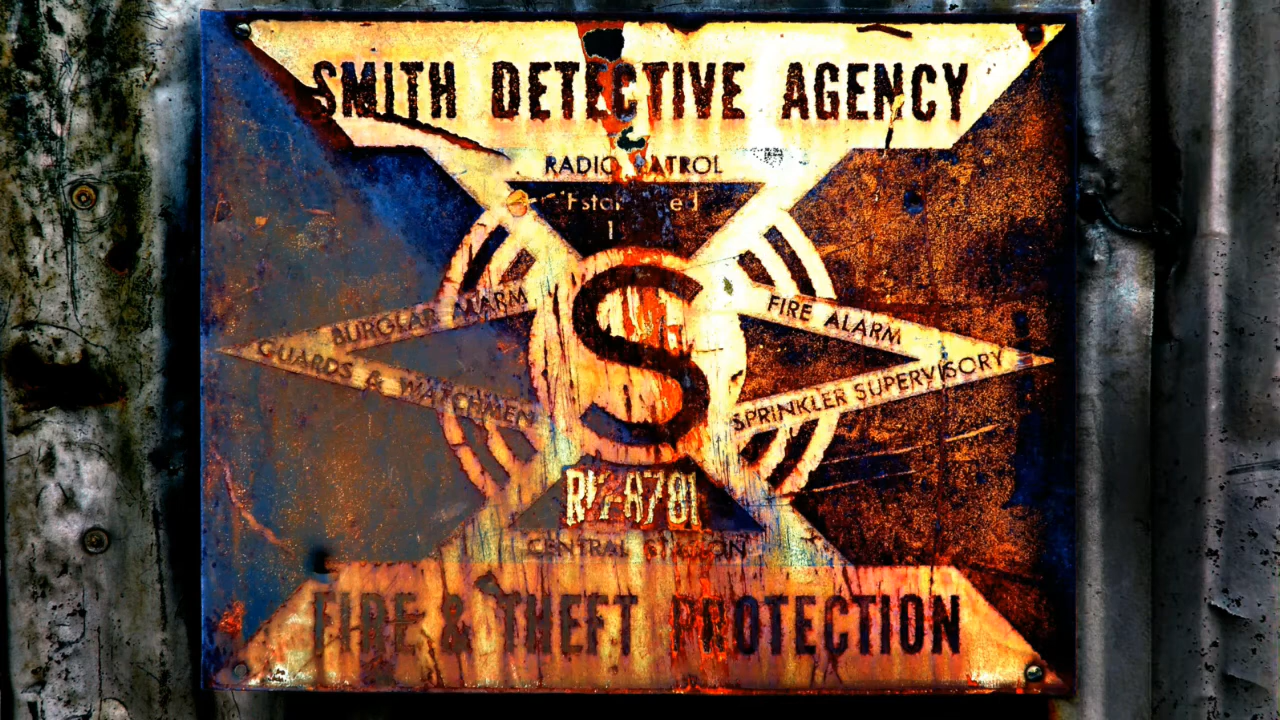 SMITH DETECTIVE AGENCY
RADIO PATROL
S
BURGLAR ALARM
GUARDS & WATCHMEN
FIRE ALARM
SPRINKLER SUPERVISORY
CENTRAL STATION
FIRE & THEFT PROTECTION